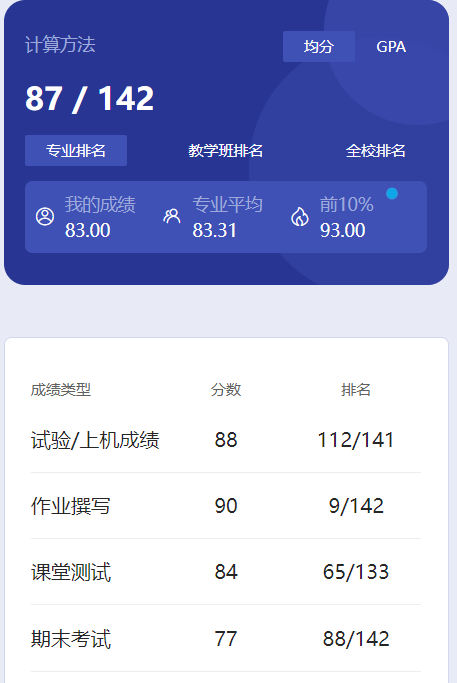 计算方法 均分 GPA
87 / 142
专业排名 教学班排名 全校排名
我的成绩 专业平均 前10%
83.00 83.31 93.00
成绩类型 分数 排名
试验/上机成绩 88 112/141
作业撰写 90 9/142
课堂测试 84 65/133
期末考试 77 88/142